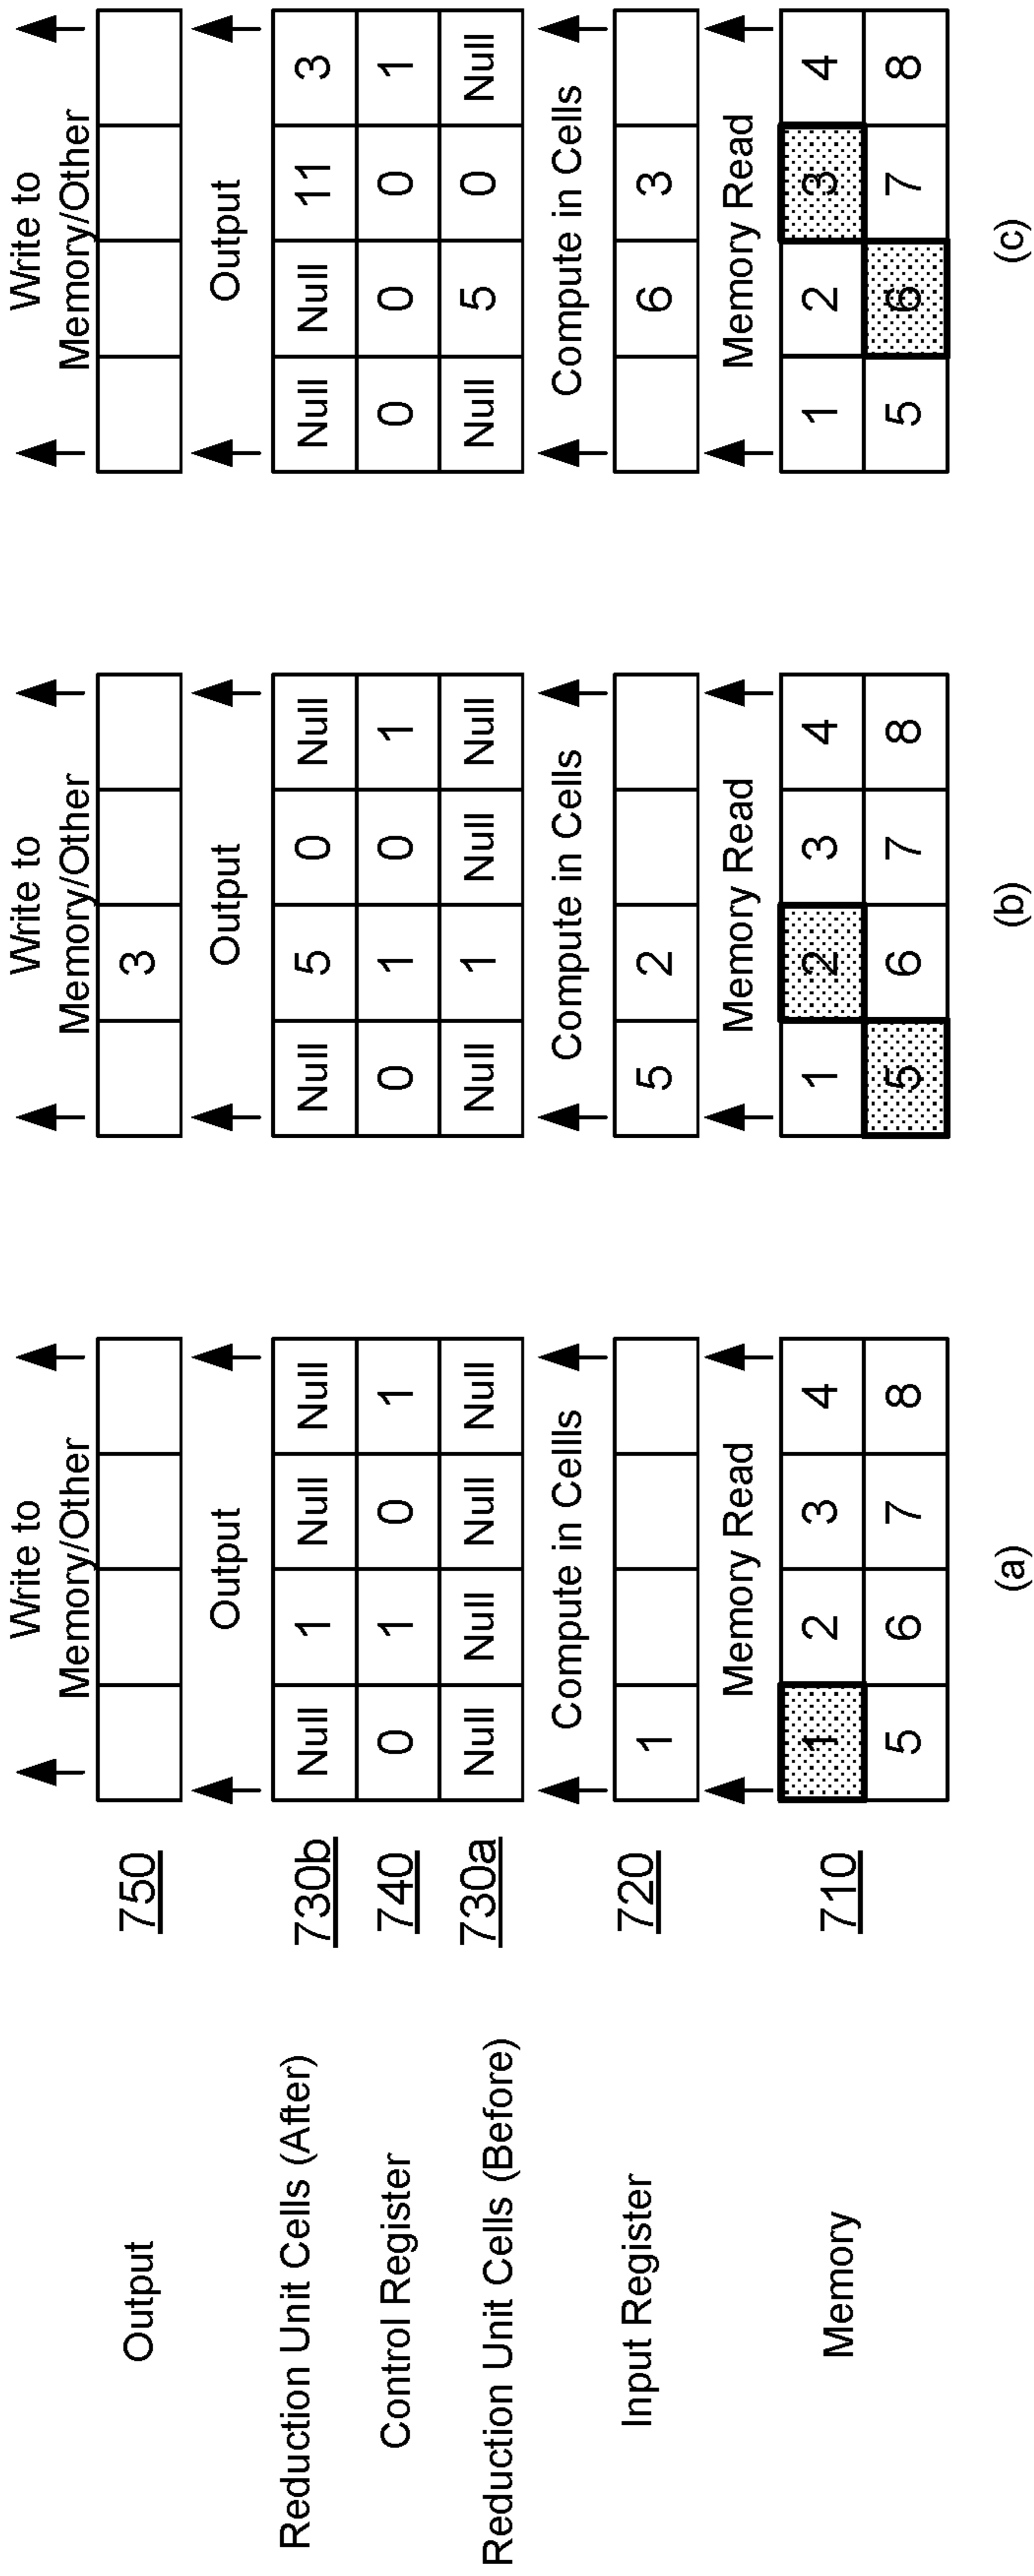 Write to Memory/Other
Write to Memory/Other
Write to Memory/Other
Output 750
3
Output Output Output
Reduction Unit Cells (After) 730b Null 1 Null Null Null 5 0 Null Null Null 11 3
Control Register 740 0 1 0 1 0 1 0 1 0 0 0 1
Reduction Unit Cells (Before) 730a Null Null Null Null Null 1 Null Null Null 5 0 Null
Compute in Cellls Compute in Cells Compute in Cells
Input Register 720 1 5 2 6 3
Memory Read Memory Read Memory Read
Memory 710 1 2 3 4 1 2 3 4 1 2 3 4
5 6 7 8 5 6 7 8 5 6 7 8
(a) (b) (c)